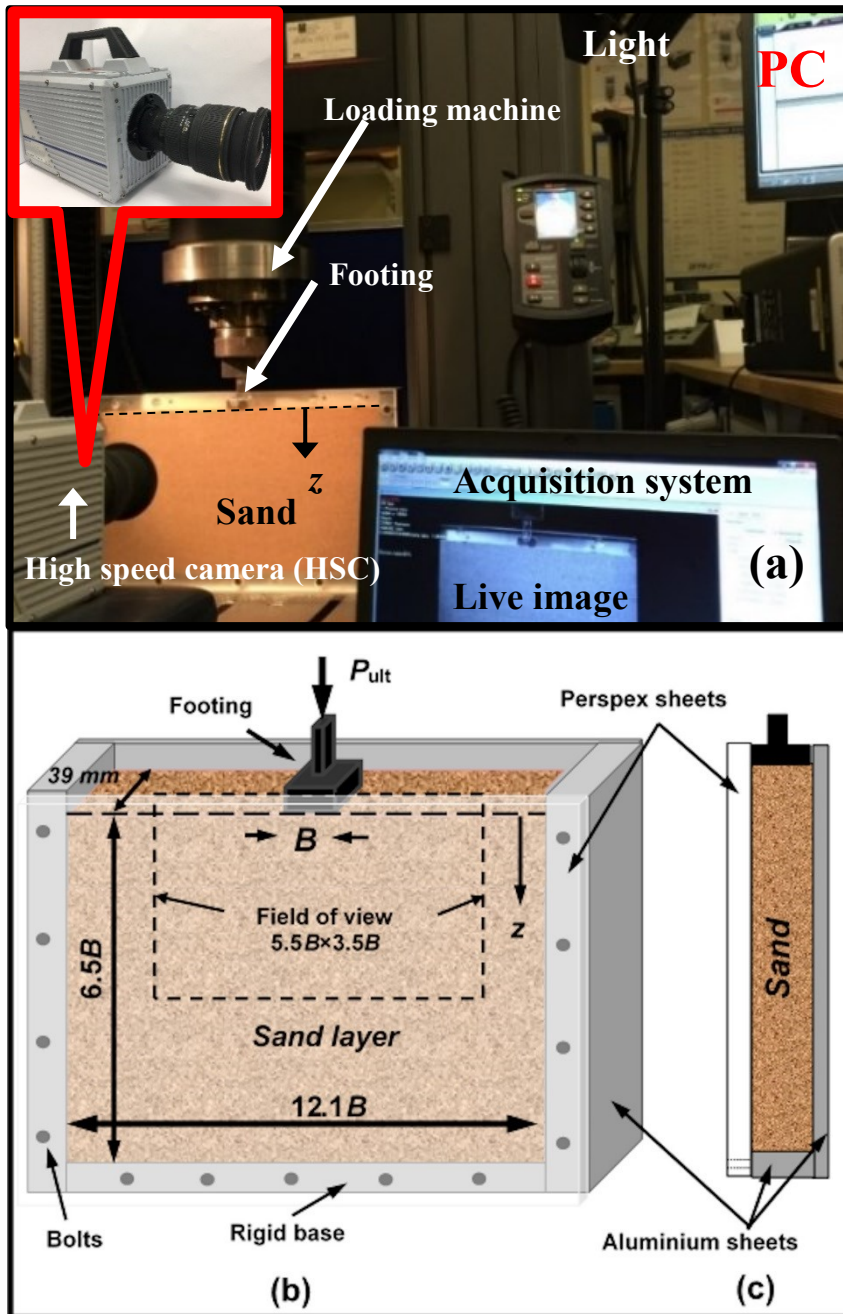 Light
PC
Loading machine
Footing
z
Sand
Acquisition system
High speed camera (HSC)
(a)
Live image
P ult
Footing
Perspex sheets
39 mm
B
Field of view
5.5B×3.5B
z
6.5B
Sand
Sand layer
12.1B
Bolts
Rigid base
Aluminium sheets
(b)
(c)